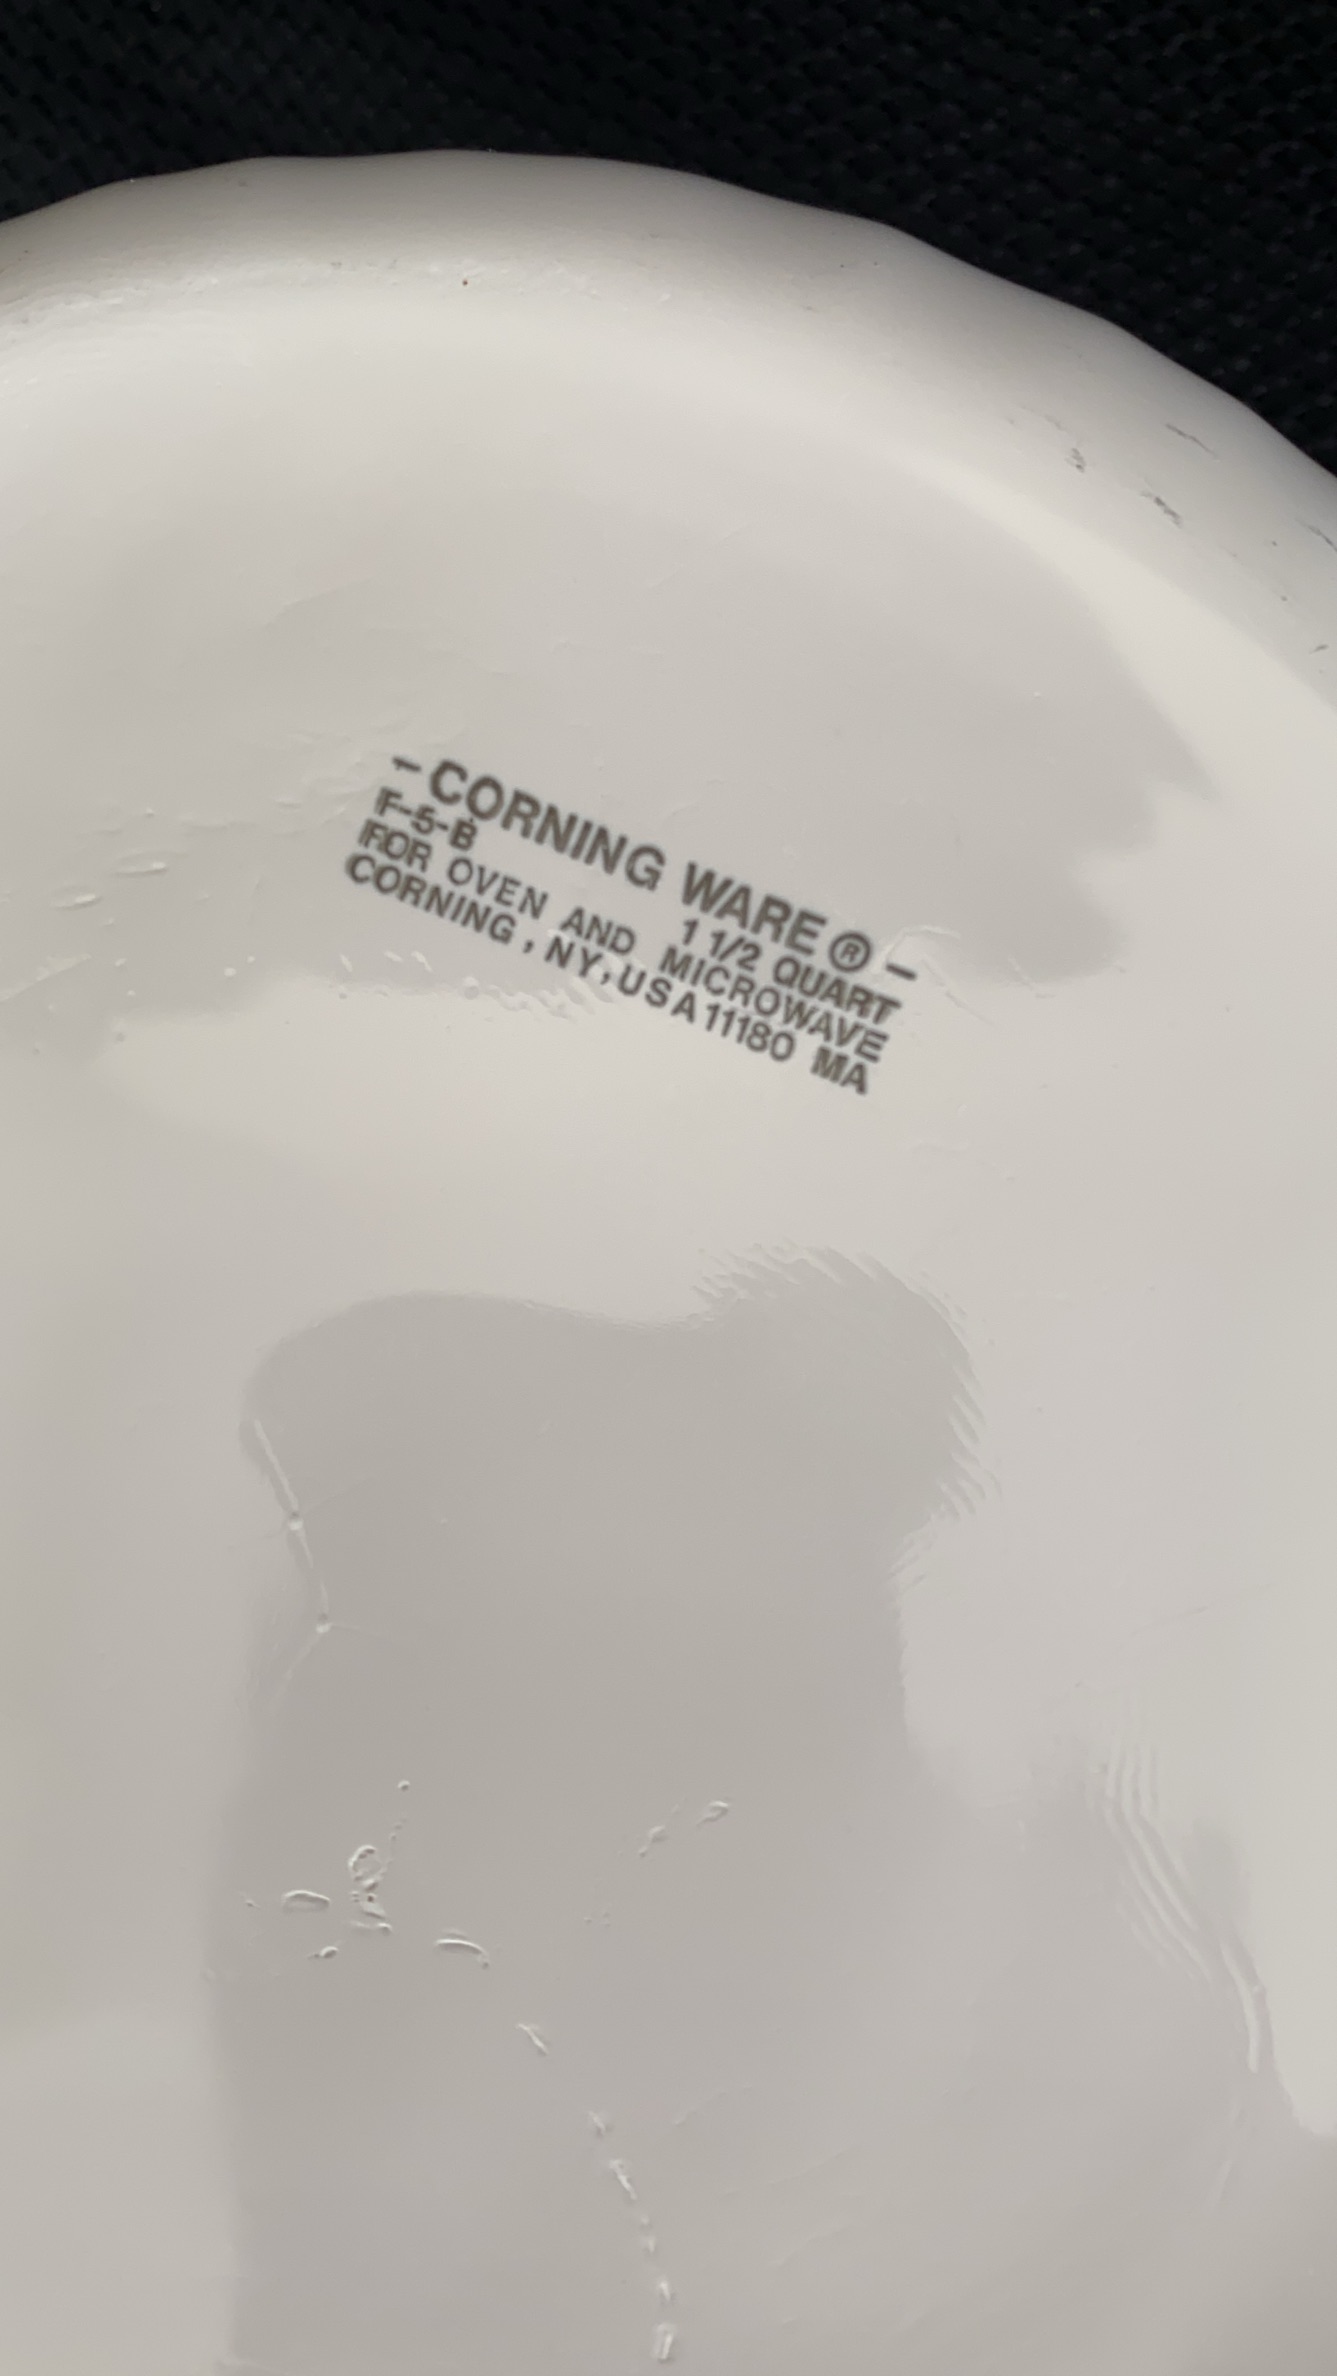 - CORNING WARE ® -
F-5-B 1 1/2 QUART
FOR OVEN AND MICROWAVE
CORNING, NY, USA 11180 MA